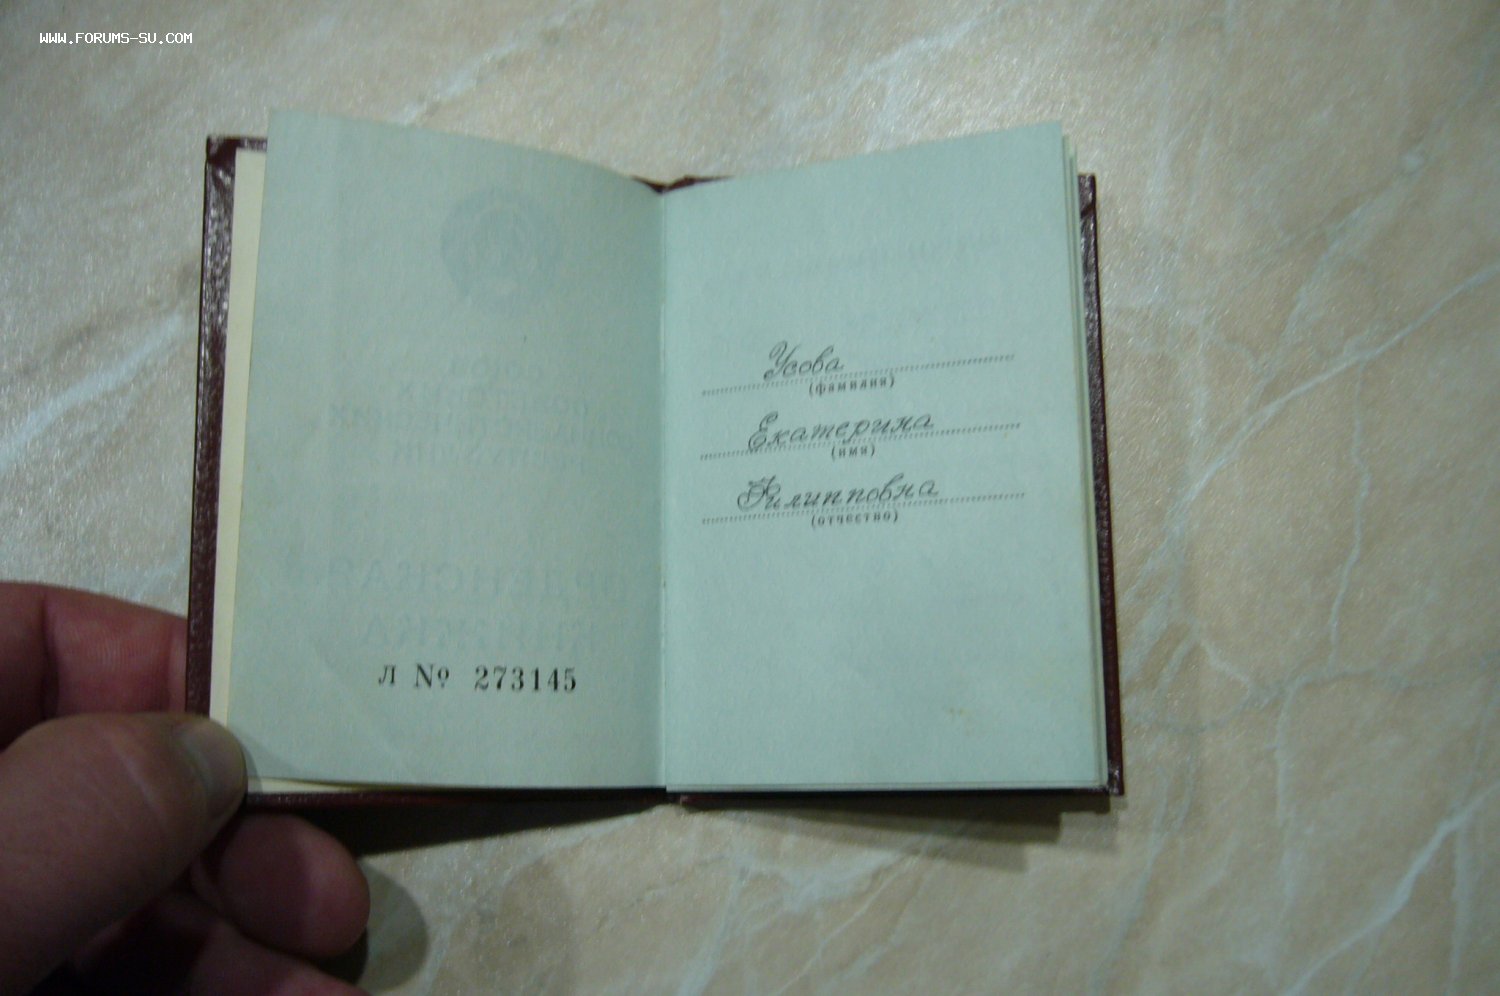 WWW.FORUMS-SU.COM
Л № 273145
Усова
(фамилия)
Екатерина
(имя)
Филипповна
(отчество)